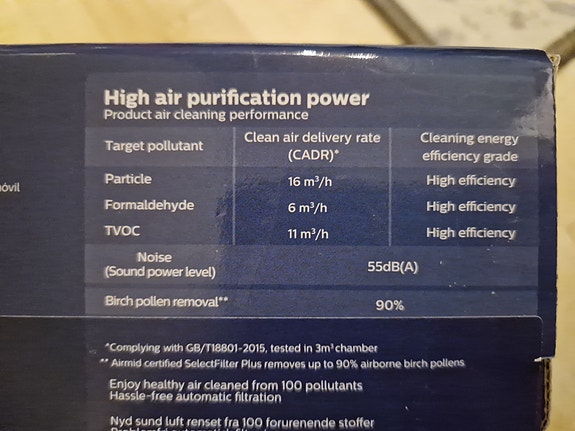 High air purification power
Product air cleaning performance
Target pollutant
Clean air delivery rate
(CADR)*
Cleaning energy
efficiency grade
Particle 16 m³/h High efficiency
Formaldehyde 6 m³/h High efficiency
TVOC 11 m³/h High efficiency
óvil
Noise
(Sound power level)
55dB(A)
Birch pollen removal** 90%
*Complying with GB/T18801-2015, tested in 3m³ chamber
** Airmid certified SelectFilter Plus removes up to 90% airborne birch pollens
Enjoy healthy air cleaned from 100 pollutants
Hassle-free automatic filtration
Nyd sund luft renset fra 100 forurenende stoffer